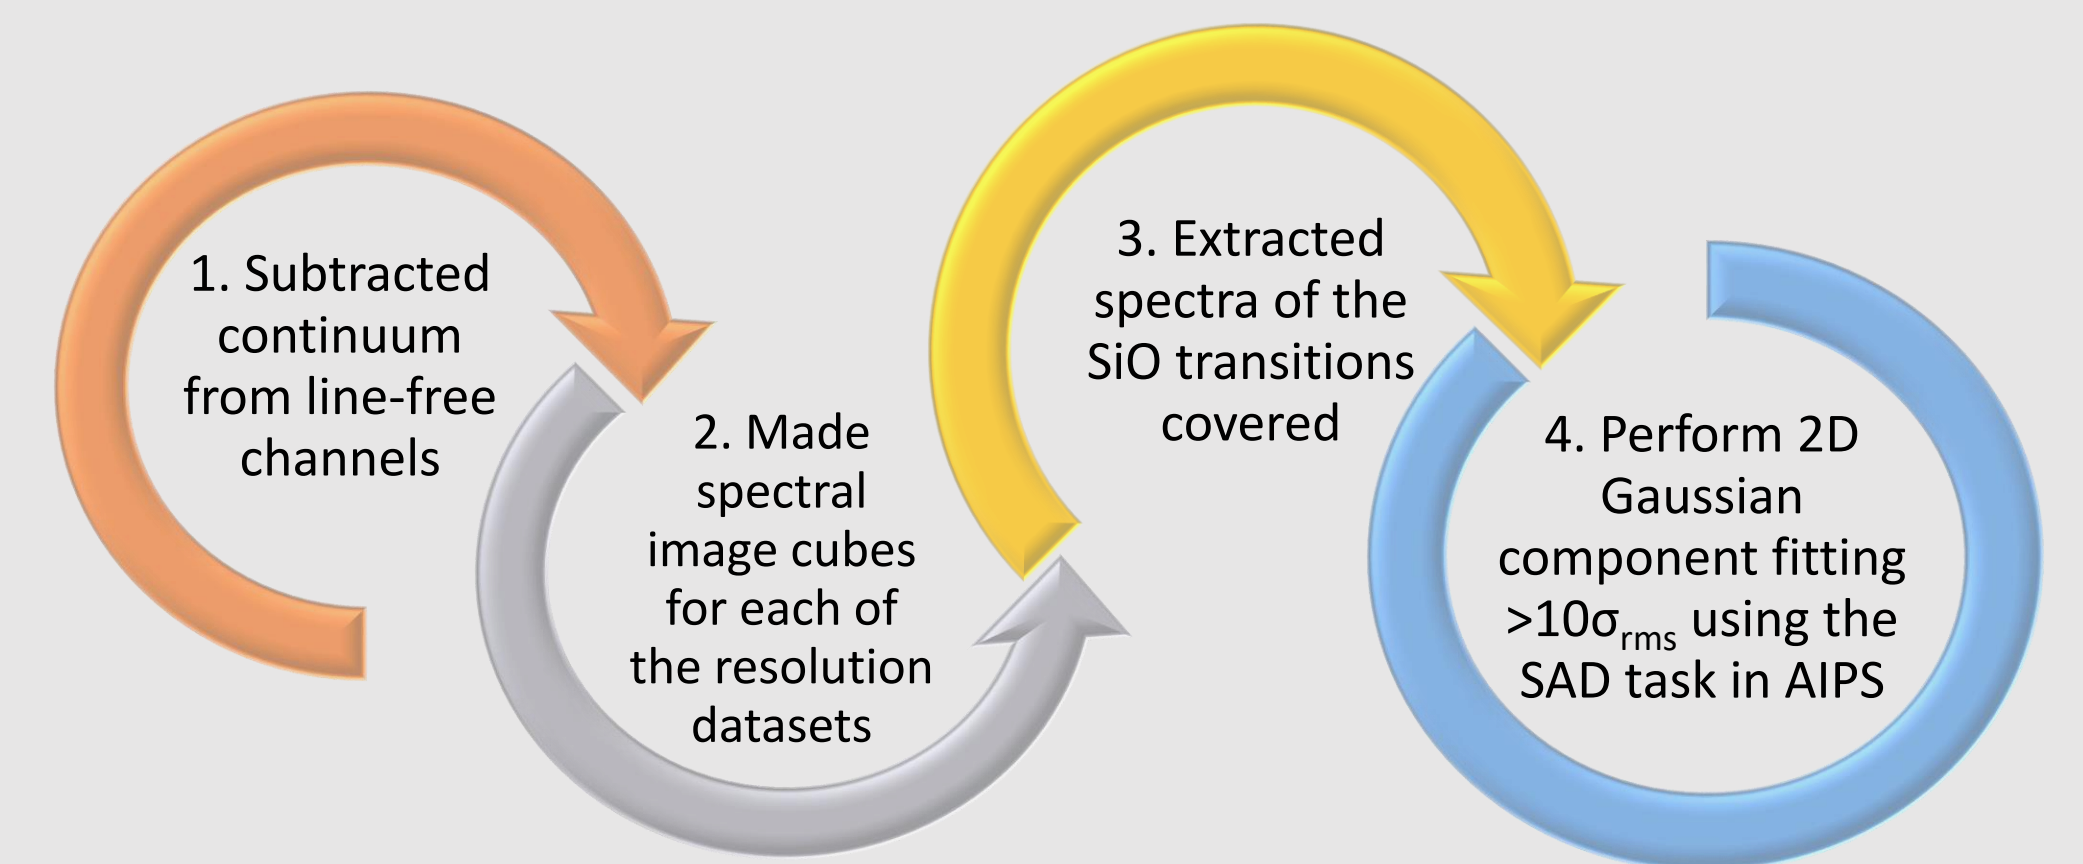 1. Subtracted
continuum
from line-free
channels
2. Made
spectral
image cubes
for each of
the resolution
datasets
3. Extracted
spectra of the
SiO transitions
covered
4. Perform 2D
Gaussian
component fitting
>10σrms using the
SAD task in AIPS